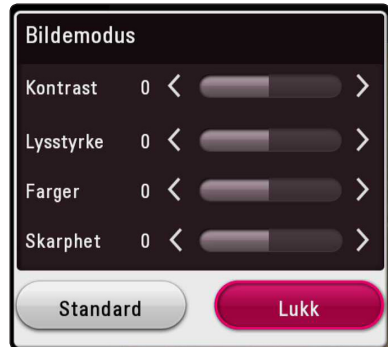 Bildemodus
Kontrast 0
Lysstyrke 0
Farger 0
Skarphet 0
Standard Lukk